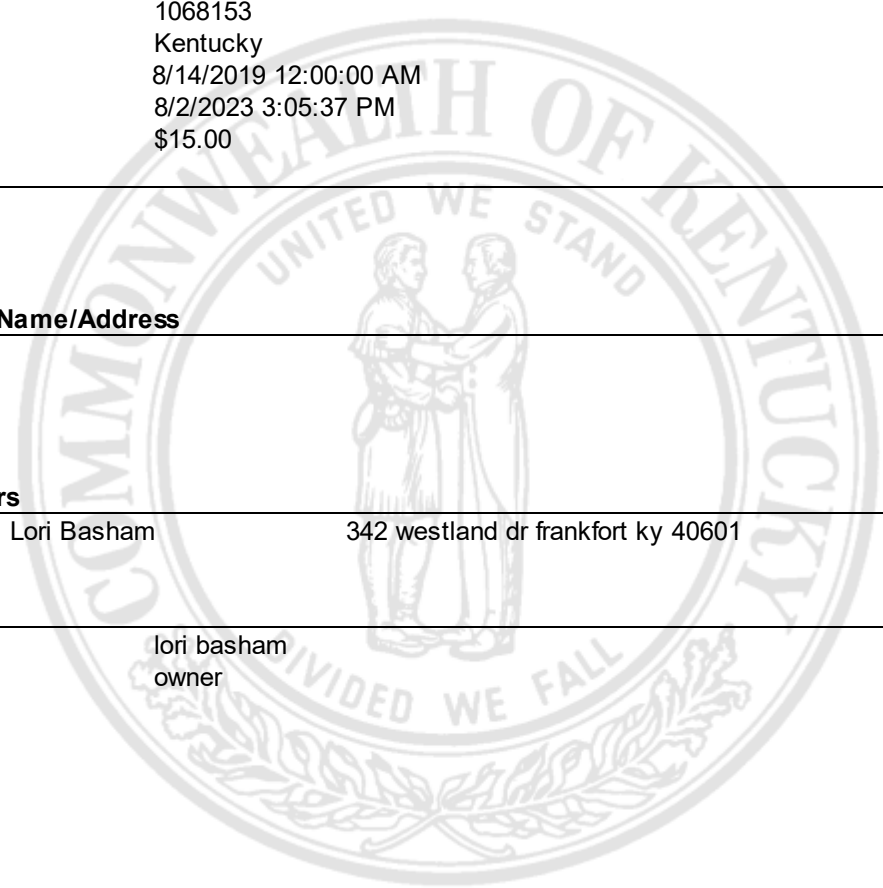 1068153
Kentucky
8/14/2019 12:00:00 AM
8/2/2023 3:05:37 PM
$15.00
COMMONWEALTH OF KENTUCKY
UNITED WE STAND
Name/Address
rs
Lori Basham 342 westland dr frankfort ky 40601
lori basham
owner
DIVIDED WE FALL